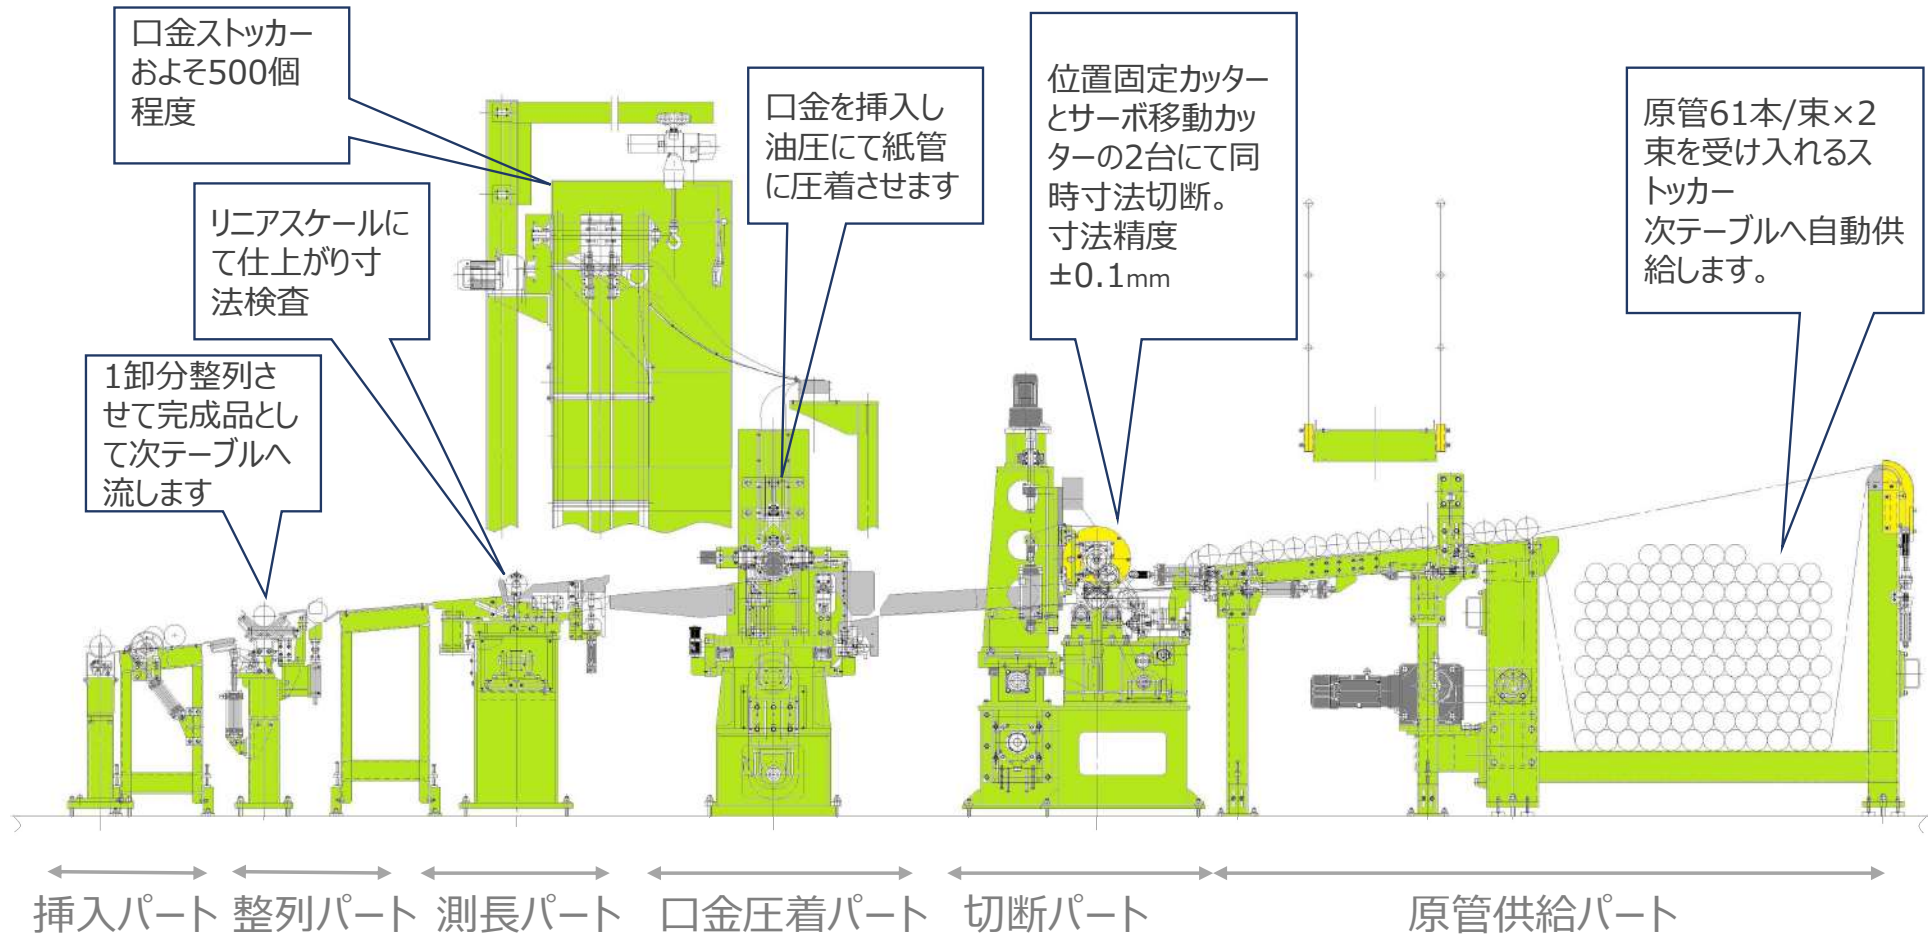 口金ストッカー
およそ500個
程度
リニアスケールに
て仕上がり寸
法検査
1卸分整列さ
せて完成品とし
て次テーブルへ
流します
口金を挿入し
油圧にて紙管
に圧着させます
位置固定カッター
とサーボ移動カッ
ターの2台にて同
時寸法切断。
寸法精度
±0.1mm
原管61本/束×2
束を受け入れるス
トッカー
次テーブルへ自動供
給します。
挿入パート
整列パート
測長パート
口金圧着パート
切断パート
原管供給パート